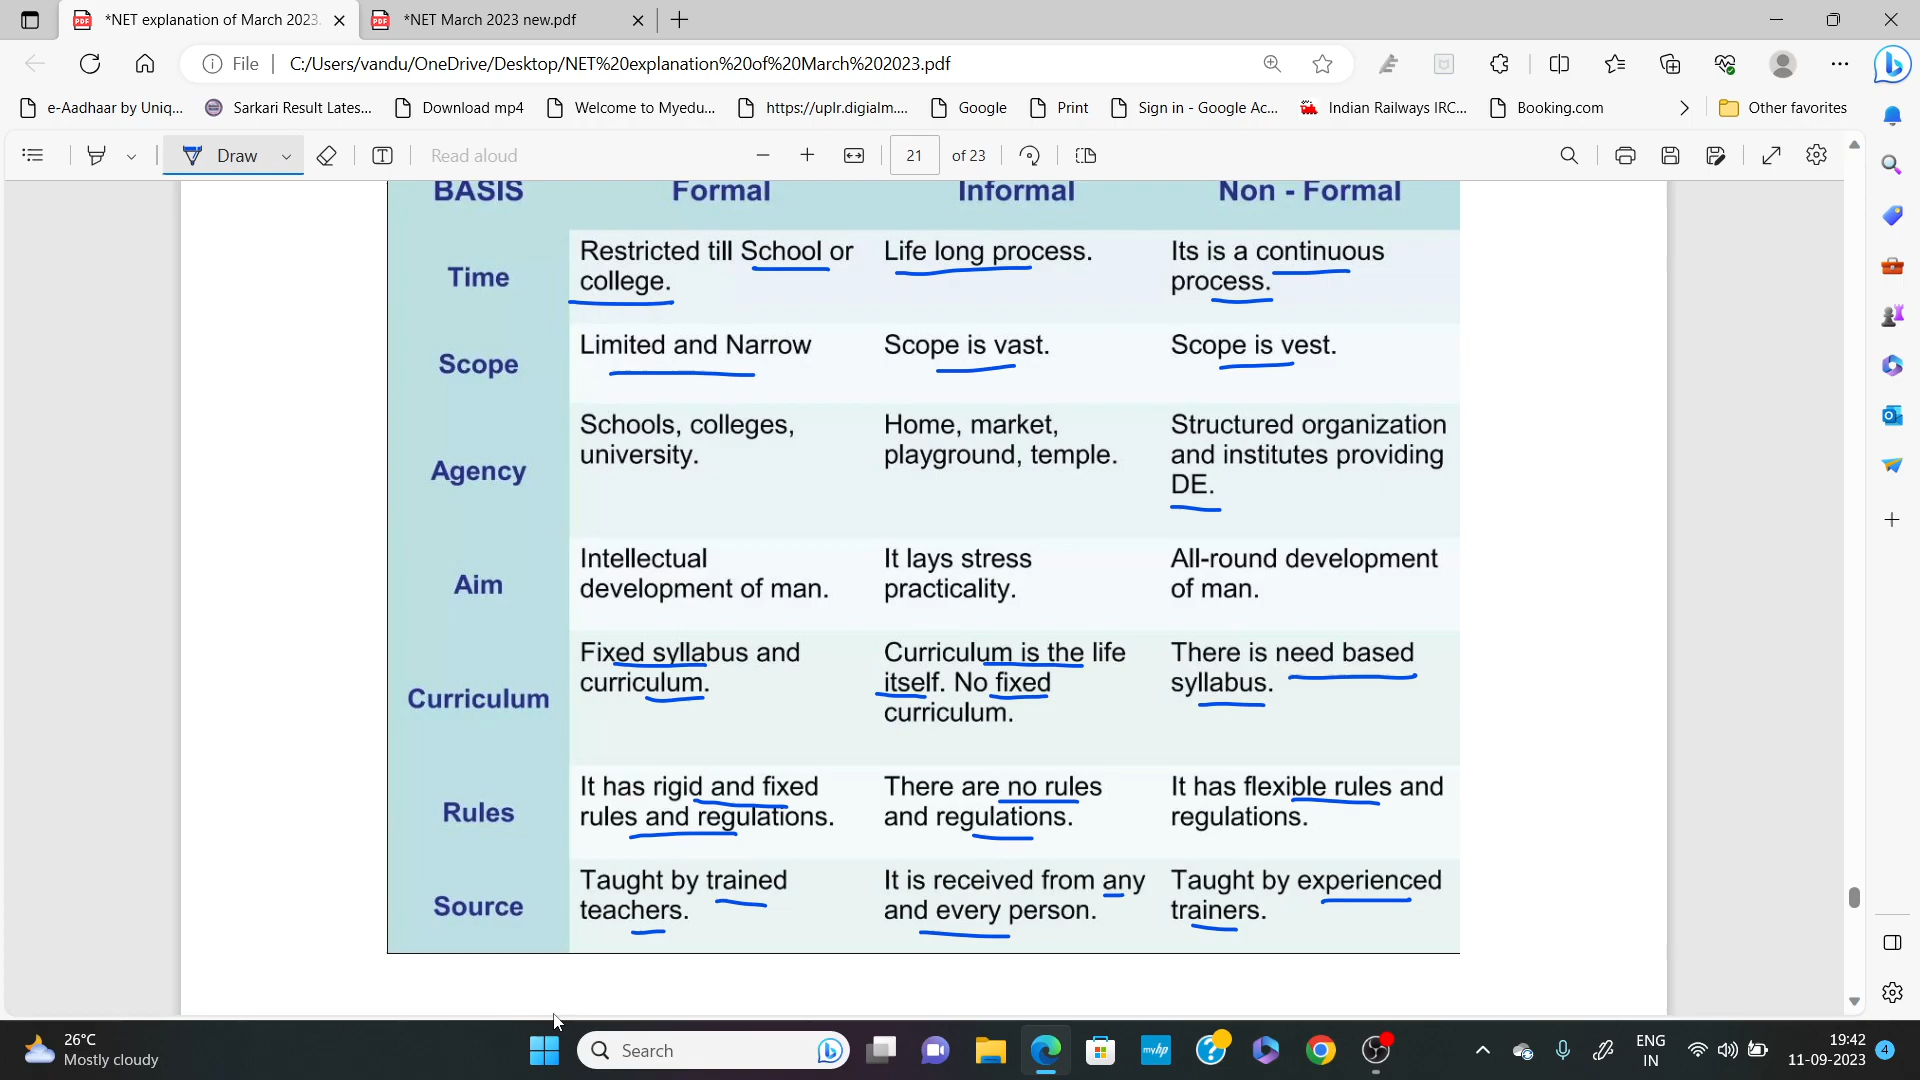 *NET explanation of March 2023.
*NET March 2023 new.pdf
File
C:/Users/vandu/OneDrive/Desktop/NET%20explanation%20of%20March%202023.pdf
e-Aadhaar by Uniq...
Sarkari Result Lates...
Download mp4
Welcome to Myedu...
https://uplr.digialm....
Google
Print
Sign in - Google Ac...
Indian Railways IRC...
Booking.com
Other favorites
Draw
Read aloud
21
of 23
BASIS Formal Informal Non - Formal
Time
Restricted till School or
college.
Life long process.
Its is a continuous
process.
Scope
Limited and Narrow
Scope is vast.
Scope is vest.
Agency
Schools, colleges,
university.
Home, market,
playground, temple.
Structured organization
and institutes providing
DE.
Aim
Intellectual
development of man.
It lays stress
practicality.
All-round development
of man.
Curriculum
Fixed syllabus and
curriculum.
Curriculum is the life
itself. No fixed
curriculum.
There is need based
syllabus.
Rules
It has rigid and fixed
rules and regulations.
There are no rules
and regulations.
It has flexible rules and
regulations.
Source
Taught by trained
teachers.
It is received from any
and every person.
Taught by experienced
trainers.
26°C
Mostly cloudy
Search
myhp
ENG
IN
19:42
11-09-2023
4